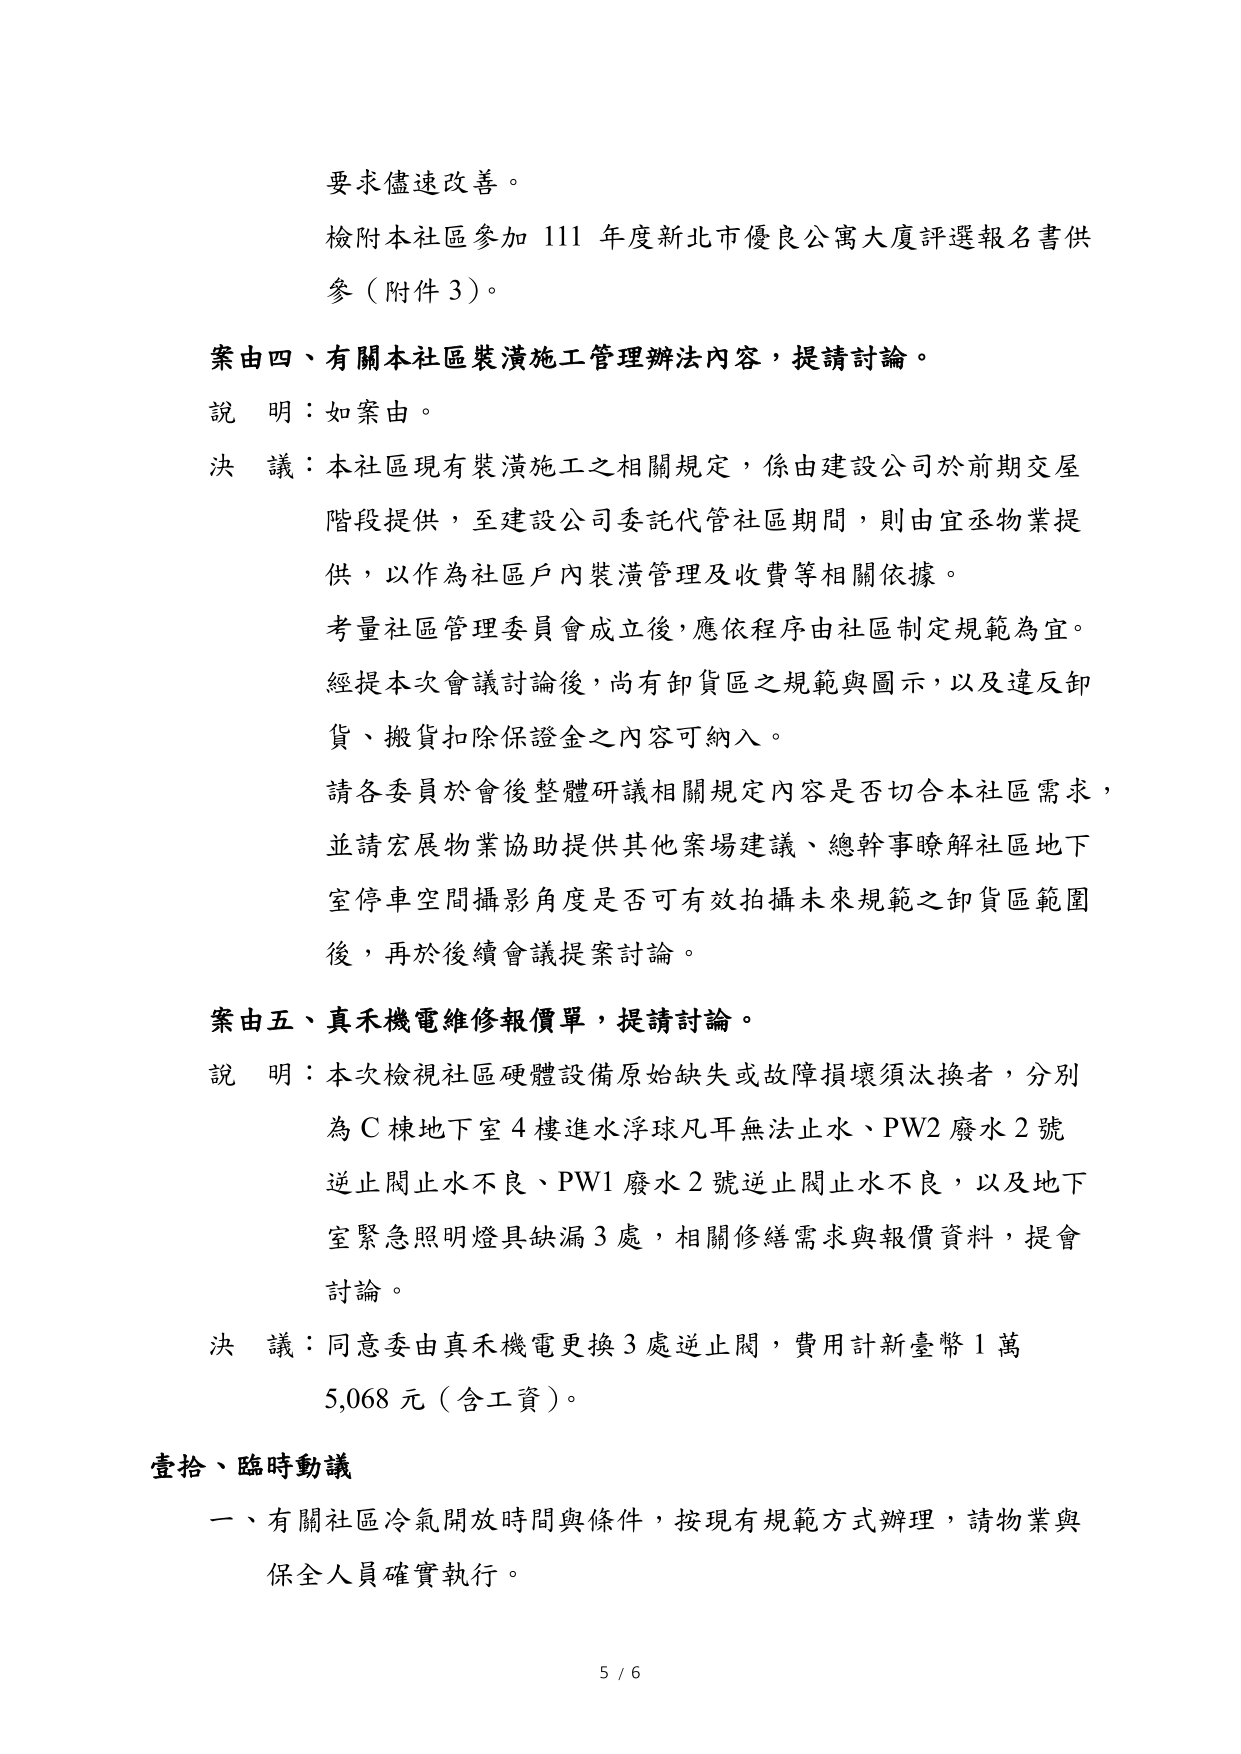 要求儘速改善。
檢附本社區參加 111 年度新北市優良公寓大廈評選報名書供
參（附件 3）。
案由四、有關本社區裝潢施工管理辦法內容，提請討論。
說　明：如案由。
決　議：本社區現有裝潢施工之相關規定，係由建設公司於前期交屋
階段提供，至建設公司委託代管社區期間，則由宜丞物業提
供，以作為社區戶內裝潢管理及收費等相關依據。
考量社區管理委員會成立後，應依程序由社區制定規範為宜。
經提本次會議討論後，尚有卸貨區之規範與圖示，以及違反卸
貨、搬貨扣除保證金之內容可納入。
請各委員於會後整體研議相關規定內容是否切合本社區需求，
並請宏展物業協助提供其他案場建議、總幹事瞭解社區地下
室停車空間攝影角度是否可有效拍攝未來規範之卸貨區範圍
後，再於後續會議提案討論。
案由五、真禾機電維修報價單，提請討論。
說　明：本次檢視社區硬體設備原始缺失或故障損壞須汰換者，分別
為 C 棟地下室 4 樓進水浮球凡耳無法止水、PW2 廢水 2 號
逆止閥止水不良、PW1 廢水 2 號逆止閥止水不良，以及地下
室緊急照明燈具缺漏 3 處，相關修繕需求與報價資料，提會
討論。
決　議：同意委由真禾機電更換 3 處逆止閥，費用計新臺幣 1 萬
5,068 元（含工資）。
壹拾、臨時動議
一、有關社區冷氣開放時間與條件，按現有規範方式辦理，請物業與
保全人員確實執行。
5 / 6